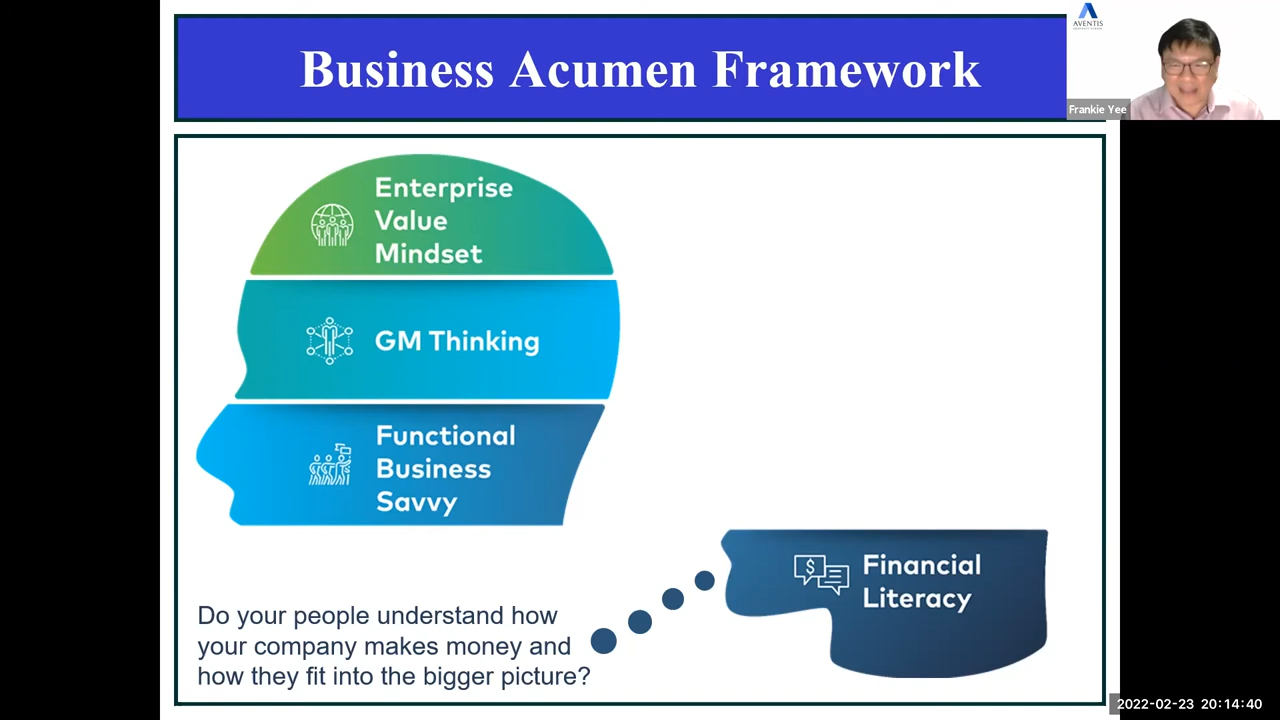 Business Acumen Framework
AVENTIS
Frankie Yee
Enterprise
Value
Mindset
GM Thinking
Functional
Business
Savvy
$
Financial
Literacy
Do your people understand how
your company makes money and
how they fit into the bigger picture?
2022-02-23 20:14:40